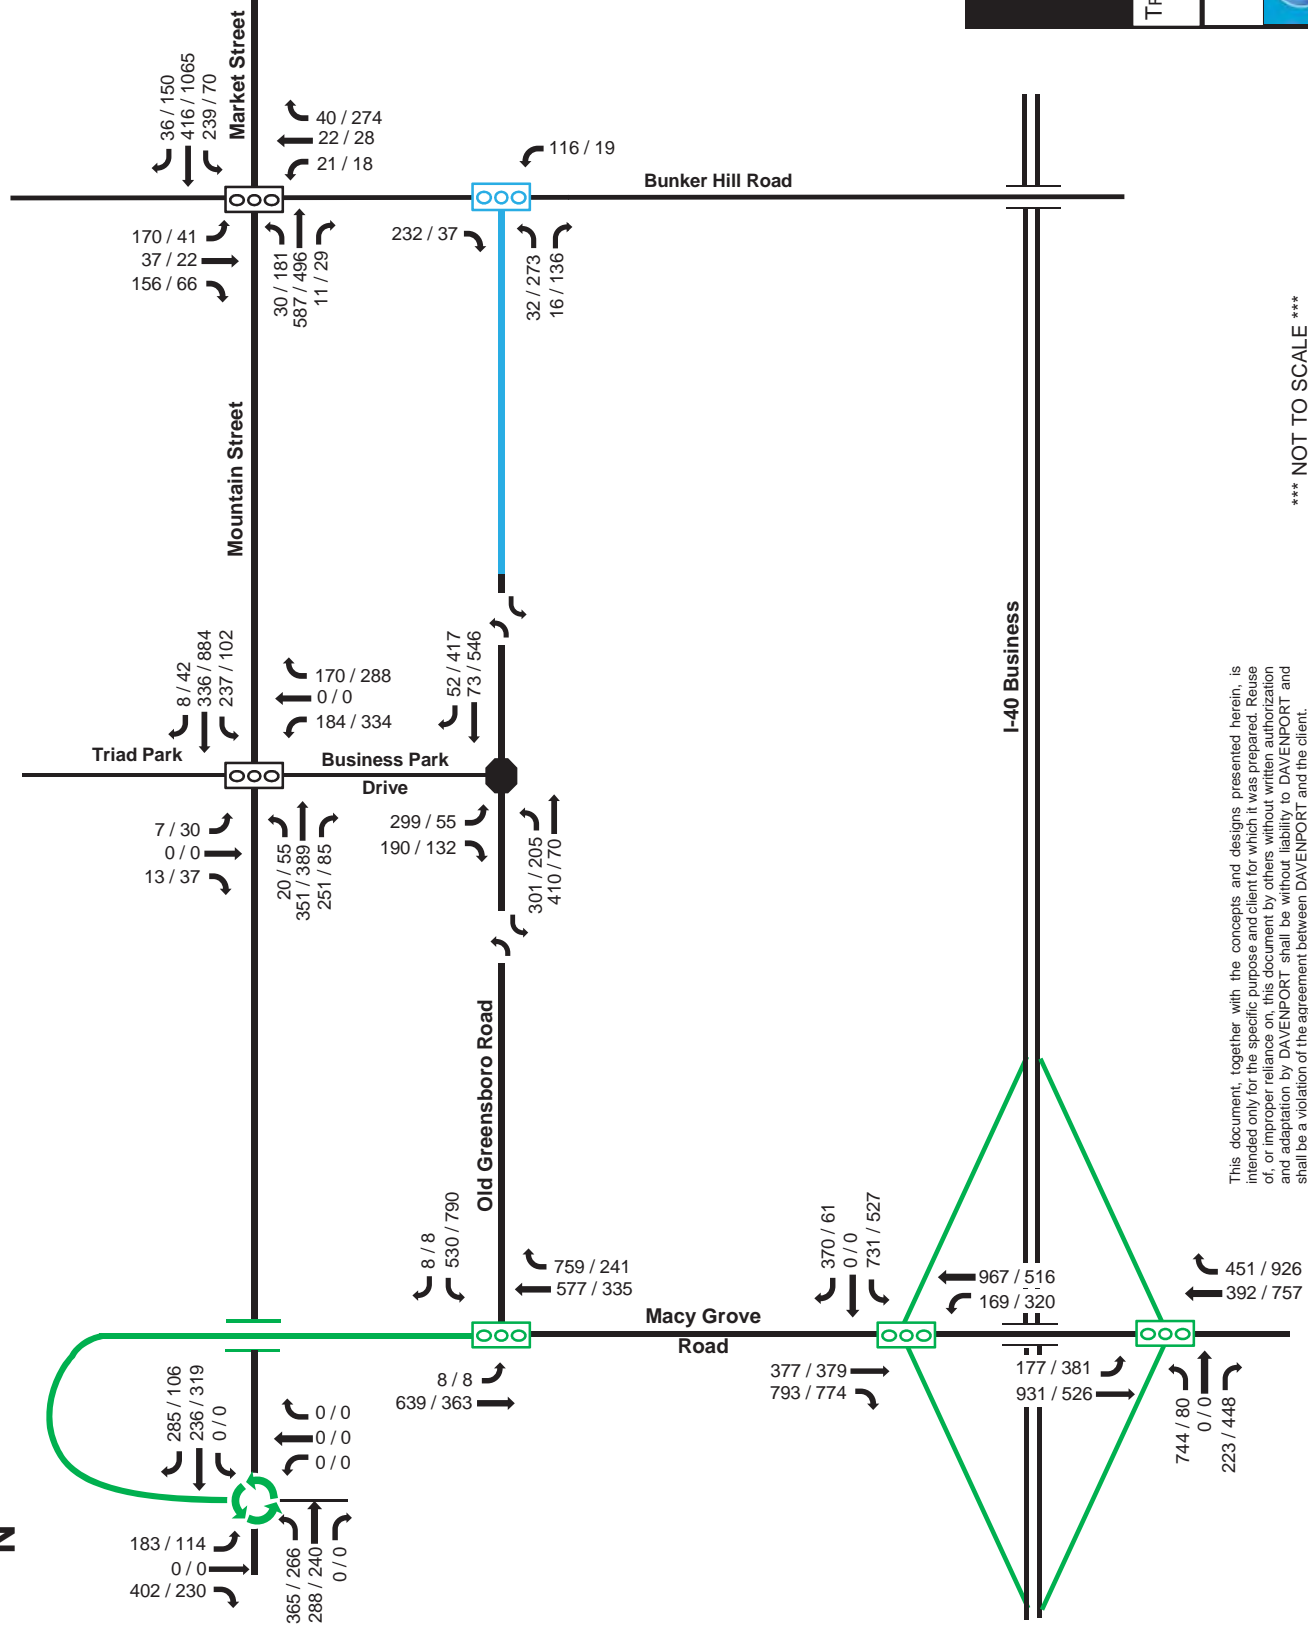 TR
36 / 150
416 / 1065
239 / 70
Market Street
40 / 274
22 / 28
21 / 18
116 / 19
Bunker Hill Road
170 / 41
37 / 22
156 / 66
30 / 181
587 / 496
11 / 29
232 / 37
32 / 273
16 / 136
*** NOT TO SCALE ***
Mountain Street
8 / 42
336 / 884
237 / 102
170 / 288
0 / 0
184 / 334
52 / 417
73 / 546
I-40 Business
Triad Park
Business Park
Drive
7 / 30
0 / 0
13 / 37
20 / 55
351 / 389
251 / 85
299 / 55
190 / 132
301 / 205
410 / 70
This document, together with the concepts and designs presented herein, is
intended only for the specific purpose and client for which it was prepared. Reuse
of, or improper reliance on, this document by others without written authorization
and adaptation by DAVENPORT shall be without liability to DAVENPORT and
shall be a violation of the agreement between DAVENPORT and the client.
Old Greensboro Road
8 / 8
530 / 790
759 / 241
577 / 335
370 / 61
0 / 0
731 / 527
967 / 516
169 / 320
451 / 926
392 / 757
Macy Grove
Road
8 / 8
639 / 363
377 / 379
793 / 774
177 / 381
931 / 526
744 / 80
0 / 0
223 / 448
285 / 106
236 / 319
0 / 0
0 / 0
0 / 0
0 / 0
183 / 114
0 / 0
402 / 230
365 / 266
288 / 240
0 / 0
N